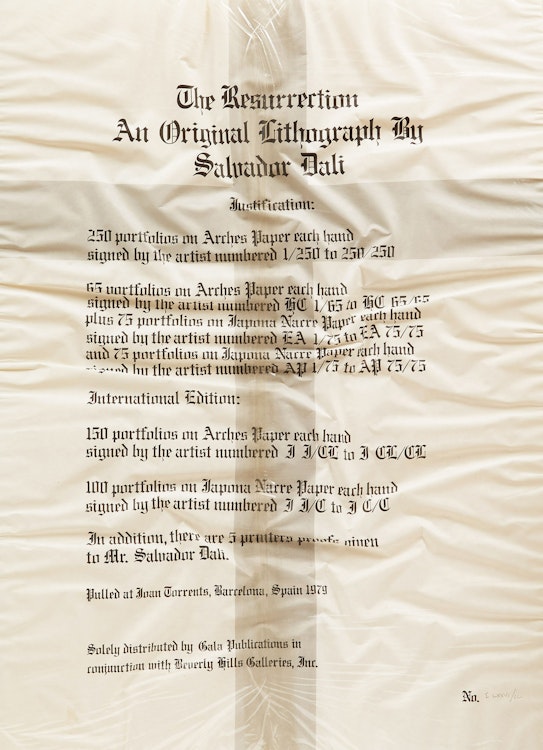 The Resurrection
An Original Lithograph By
Salvador Dali
Justification:
250 portfolios on Arches Paper each hand
signed by the artist numbered 1/250 to 250/250
65 portfolios on Arches Paper each hand
signed by the artist numbered HC 1/65 to HC 65/65
plus 75 portfolios on Japona Nacre Paper each hand
signed by the artist numbered EA 1/75 to EA 75/75
and 75 portfolios on Japona Nacre Paper each hand
signed by the artist numbered AP 1/75 to AP 75/75
International Edition:
150 portfolios on Arches Paper each hand
signed by the artist numbered I I/CL to I CL/CL
100 portfolios on Japona Nacre Paper each hand
signed by the artist numbered I I/C to I C/C
In addition, there are 5 printers proofs given
to Mr. Salvador Dali.
Pulled at Joan Torrents, Barcelona, Spain 1979
Solely distributed by Gala Publications in
conjunction with Beverly Hills Galleries, Inc.
No.